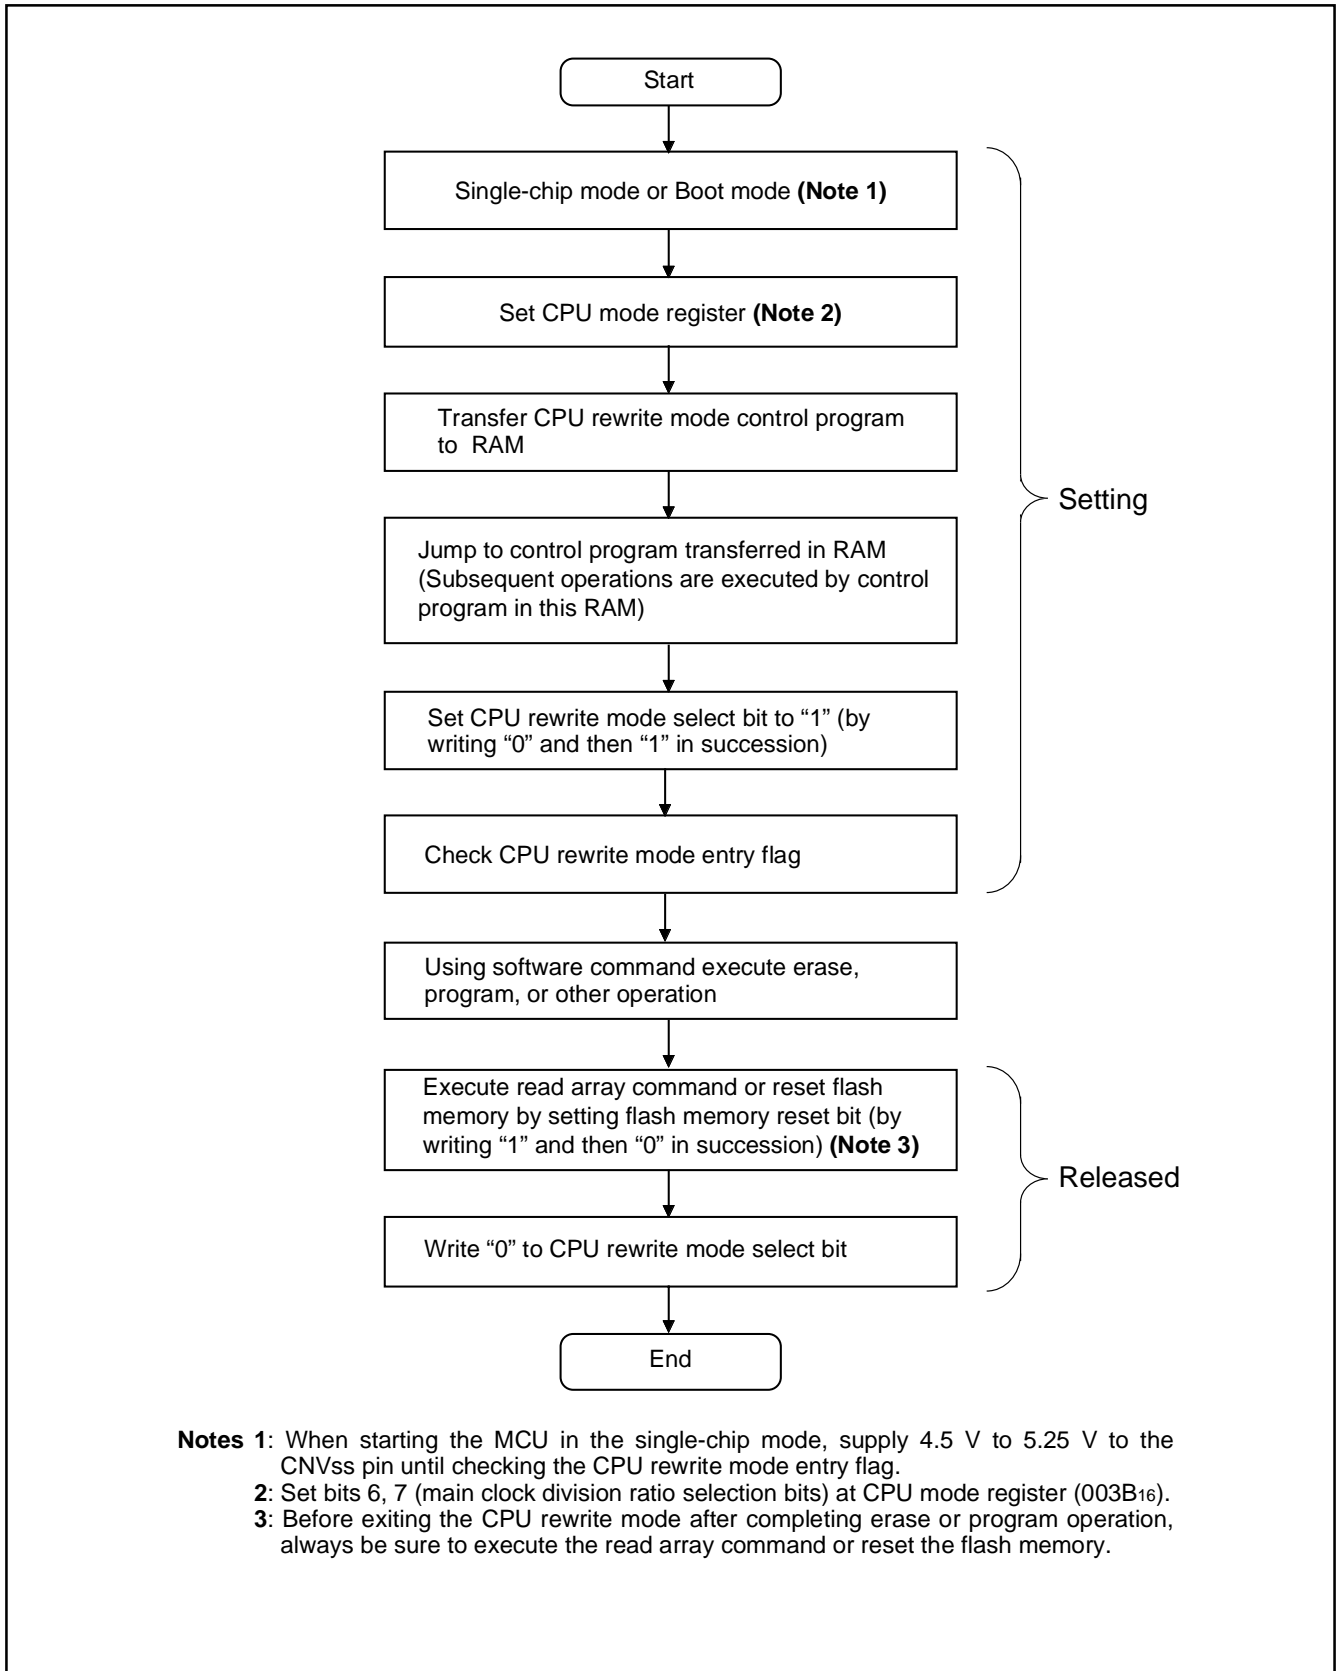 Start
Single-chip mode or Boot mode (Note 1)
Set CPU mode register (Note 2)
Transfer CPU rewrite mode control program
to RAM
Jump to control program transferred in RAM
(Subsequent operations are executed by control
program in this RAM)
Setting
Set CPU rewrite mode select bit to “1” (by
writing “0” and then “1” in succession)
Check CPU rewrite mode entry flag
Using software command execute erase,
program, or other operation
Execute read array command or reset flash
memory by setting flash memory reset bit (by
writing “1” and then “0” in succession) (Note 3)
Released
Write “0” to CPU rewrite mode select bit
End
Notes 1: When starting the MCU in the single-chip mode, supply 4.5 V to 5.25 V to the
CNVss pin until checking the CPU rewrite mode entry flag.
2: Set bits 6, 7 (main clock division ratio selection bits) at CPU mode register (003B16).
3: Before exiting the CPU rewrite mode after completing erase or program operation,
always be sure to execute the read array command or reset the flash memory.